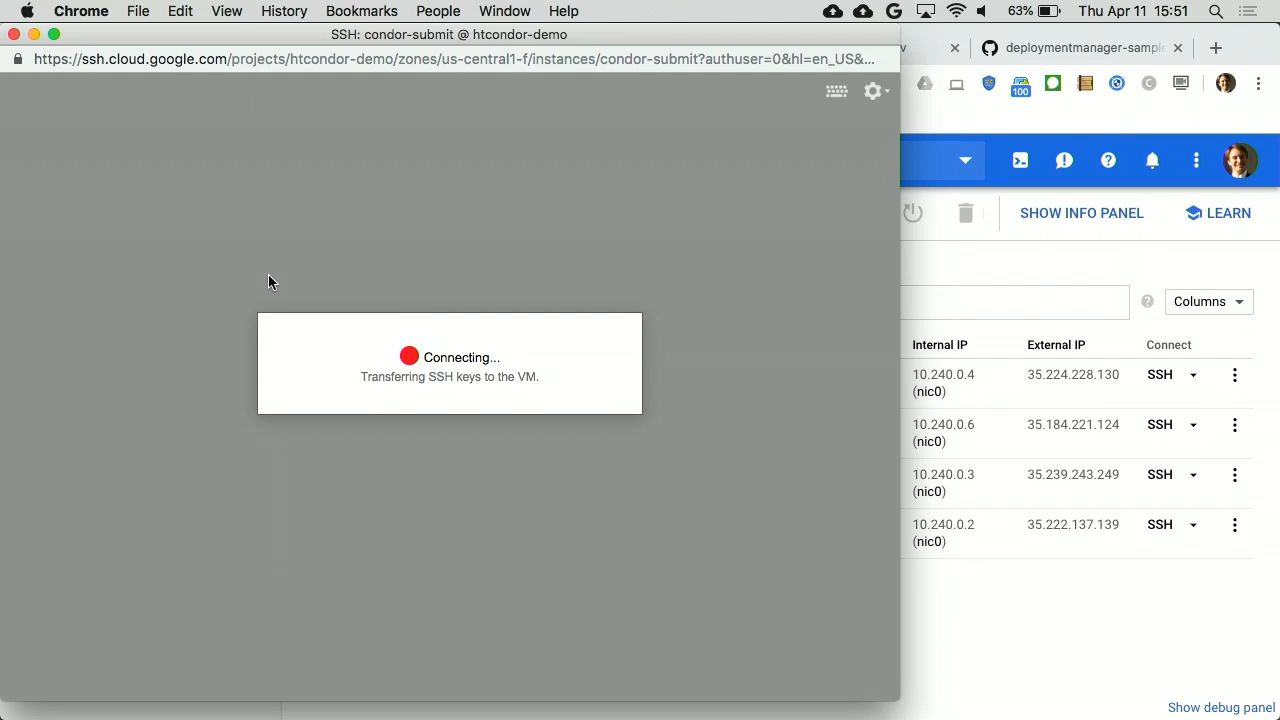 Chrome File Edit View History Bookmarks People Window Help 63% Thu Apr 11 15:51
SSH: condor-submit @ htcondor-demo
https://ssh.cloud.google.com/projects/htcondor-demo/zones/us-central1-f/instances/condor-submit?authuser=0&hl=en_US&...
v
deploymentmanager-sampl
100
SHOW INFO PANEL LEARN
Columns
Internal IP External IP Connect
10.240.0.4 35.224.228.130 SSH
(nic0)
10.240.0.6 35.184.221.124 SSH
(nic0)
10.240.0.3 35.239.243.249 SSH
(nic0)
10.240.0.2 35.222.137.139 SSH
(nic0)
Connecting...
Transferring SSH keys to the VM.
Show debug panel